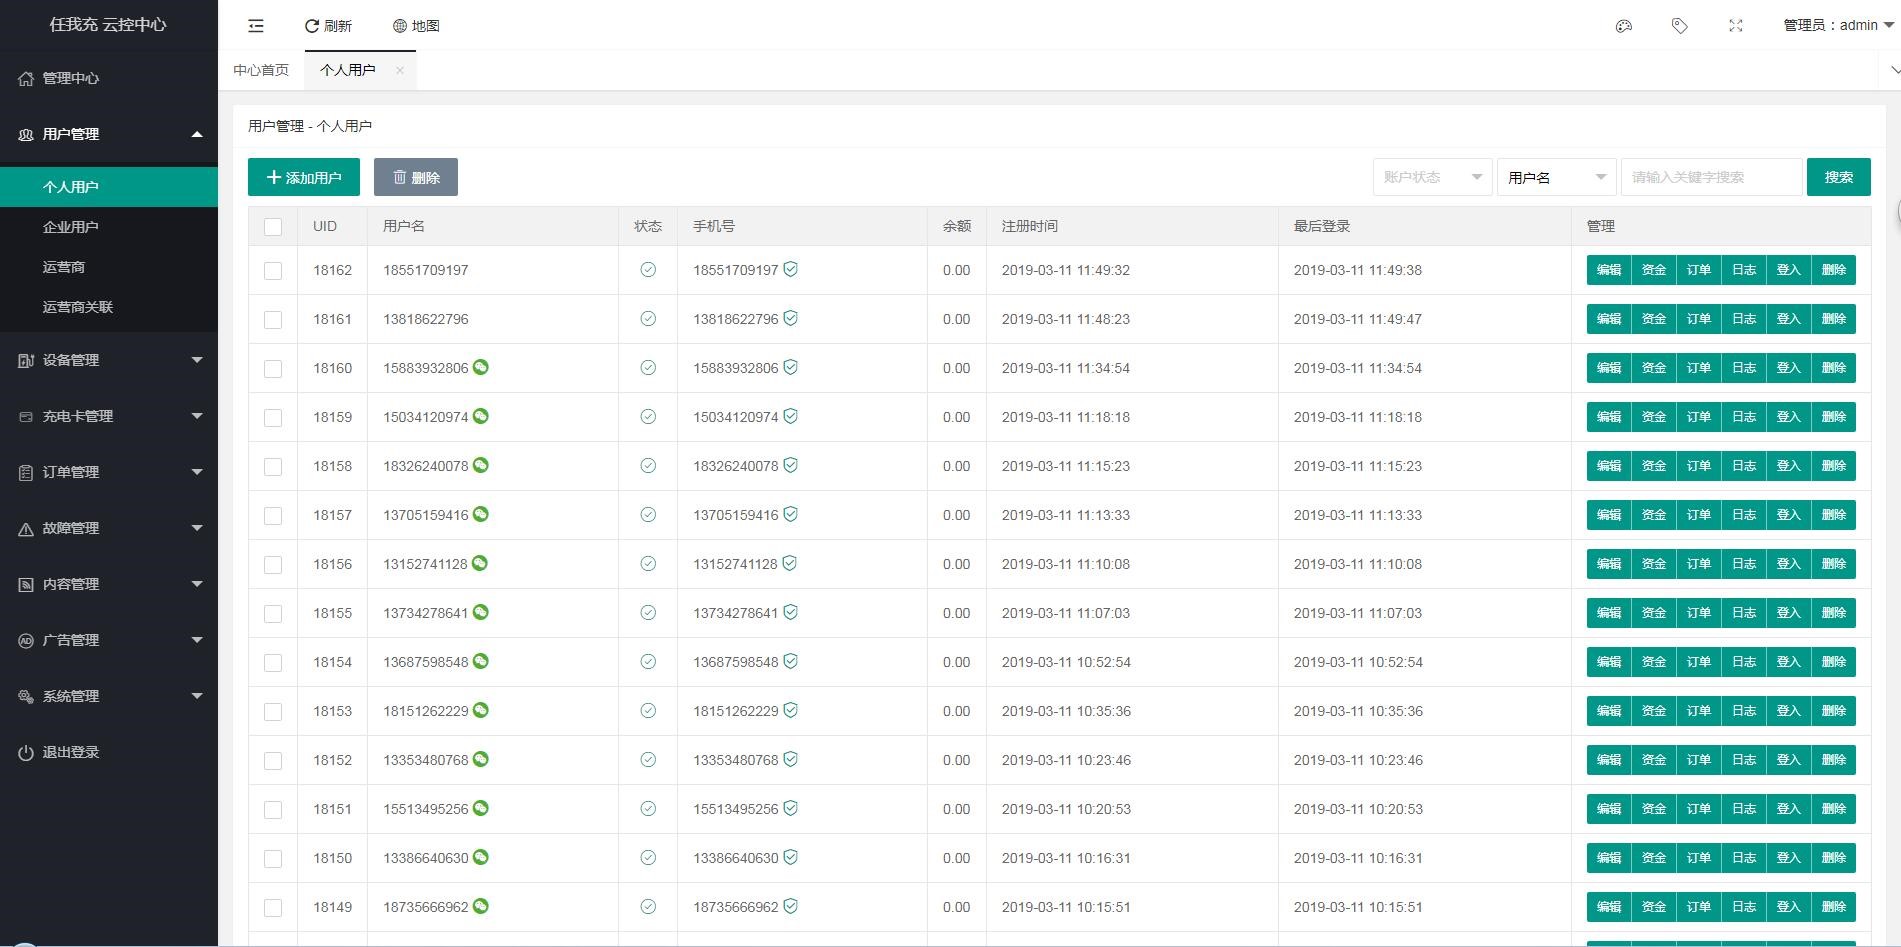 任我充 云控中心
刷新
地图
管理员：admin
中心首页
个人用户
管理中心
用户管理
个人用户
企业用户
运营商
运营商关联
设备管理
充电卡管理
订单管理
故障管理
内容管理
广告管理
系统管理
退出登录
用户管理 - 个人用户
添加用户 删除 账户状态 用户名 请输入关键字搜索 搜索
UID 用户名 状态 手机号 余额 注册时间 最后登录 管理
18162 18551709197 18551709197 0.00 2019-03-11 11:49:32 2019-03-11 11:49:38 编辑 资金 订单 日志 登入 删除
18161 13818622796 13818622796 0.00 2019-03-11 11:48:23 2019-03-11 11:49:47 编辑 资金 订单 日志 登入 删除
18160 15883932806 15883932806 0.00 2019-03-11 11:34:54 2019-03-11 11:34:54 编辑 资金 订单 日志 登入 删除
18159 15034120974 15034120974 0.00 2019-03-11 11:18:18 2019-03-11 11:18:18 编辑 资金 订单 日志 登入 删除
18158 18326240078 18326240078 0.00 2019-03-11 11:15:23 2019-03-11 11:15:23 编辑 资金 订单 日志 登入 删除
18157 13705159416 13705159416 0.00 2019-03-11 11:13:33 2019-03-11 11:13:33 编辑 资金 订单 日志 登入 删除
18156 13152741128 13152741128 0.00 2019-03-11 11:10:08 2019-03-11 11:10:08 编辑 资金 订单 日志 登入 删除
18155 13734278641 13734278641 0.00 2019-03-11 11:07:03 2019-03-11 11:07:03 编辑 资金 订单 日志 登入 删除
18154 13687598548 13687598548 0.00 2019-03-11 10:52:54 2019-03-11 10:52:54 编辑 资金 订单 日志 登入 删除
18153 18151262229 18151262229 0.00 2019-03-11 10:35:36 2019-03-11 10:35:36 编辑 资金 订单 日志 登入 删除
18152 13353480768 13353480768 0.00 2019-03-11 10:23:46 2019-03-11 10:23:46 编辑 资金 订单 日志 登入 删除
18151 15513495256 15513495256 0.00 2019-03-11 10:20:53 2019-03-11 10:20:53 编辑 资金 订单 日志 登入 删除
18150 13386640630 13386640630 0.00 2019-03-11 10:16:31 2019-03-11 10:16:31 编辑 资金 订单 日志 登入 删除
18149 18735666962 18735666962 0.00 2019-03-11 10:15:51 2019-03-11 10:15:51 编辑 资金 订单 日志 登入 删除